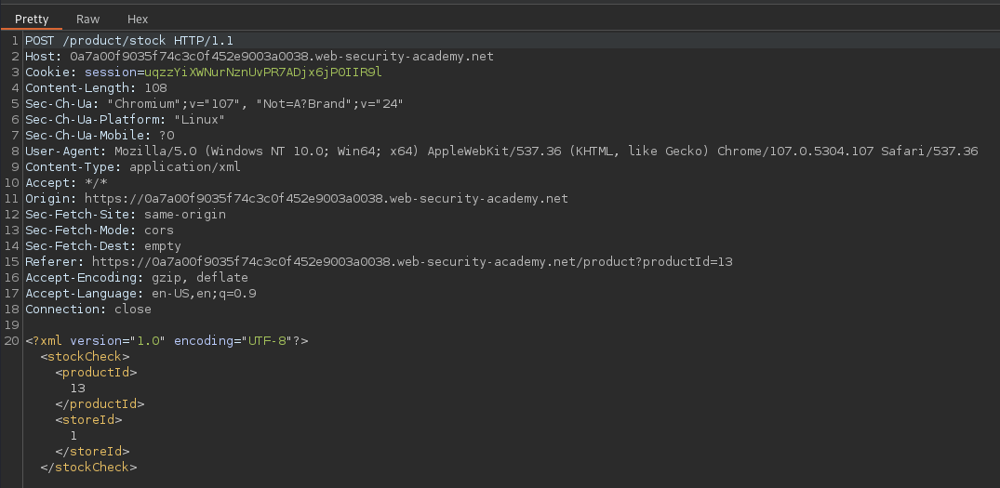 Pretty Raw Hex
1 POST /product/stock HTTP/1.1
2 Host: 0a7a00f9035f74c3c0f452e9003a0038.web-security-academy.net
3 Cookie: session=uqzzYiXWNurNznUvPR7ADjx6jP0IIR9l
4 Content-Length: 108
5 Sec-Ch-Ua: "Chromium";v="107", "Not=A?Brand";v="24"
6 Sec-Ch-Ua-Platform: "Linux"
7 Sec-Ch-Ua-Mobile: ?0
8 User-Agent: Mozilla/5.0 (Windows NT 10.0; Win64; x64) AppleWebKit/537.36 (KHTML, like Gecko) Chrome/107.0.5304.107 Safari/537.36
9 Content-Type: application/xml
10 Accept: */*
11 Origin: https://0a7a00f9035f74c3c0f452e9003a0038.web-security-academy.net
12 Sec-Fetch-Site: same-origin
13 Sec-Fetch-Mode: cors
14 Sec-Fetch-Dest: empty
15 Referer: https://0a7a00f9035f74c3c0f452e9003a0038.web-security-academy.net/product?productId=13
16 Accept-Encoding: gzip, deflate
17 Accept-Language: en-US,en;q=0.9
18 Connection: close
19
20 <?xml version="1.0" encoding="UTF-8"?>
<stockCheck>
<productId>
13
</productId>
<storeId>
1
</storeId>
</stockCheck>